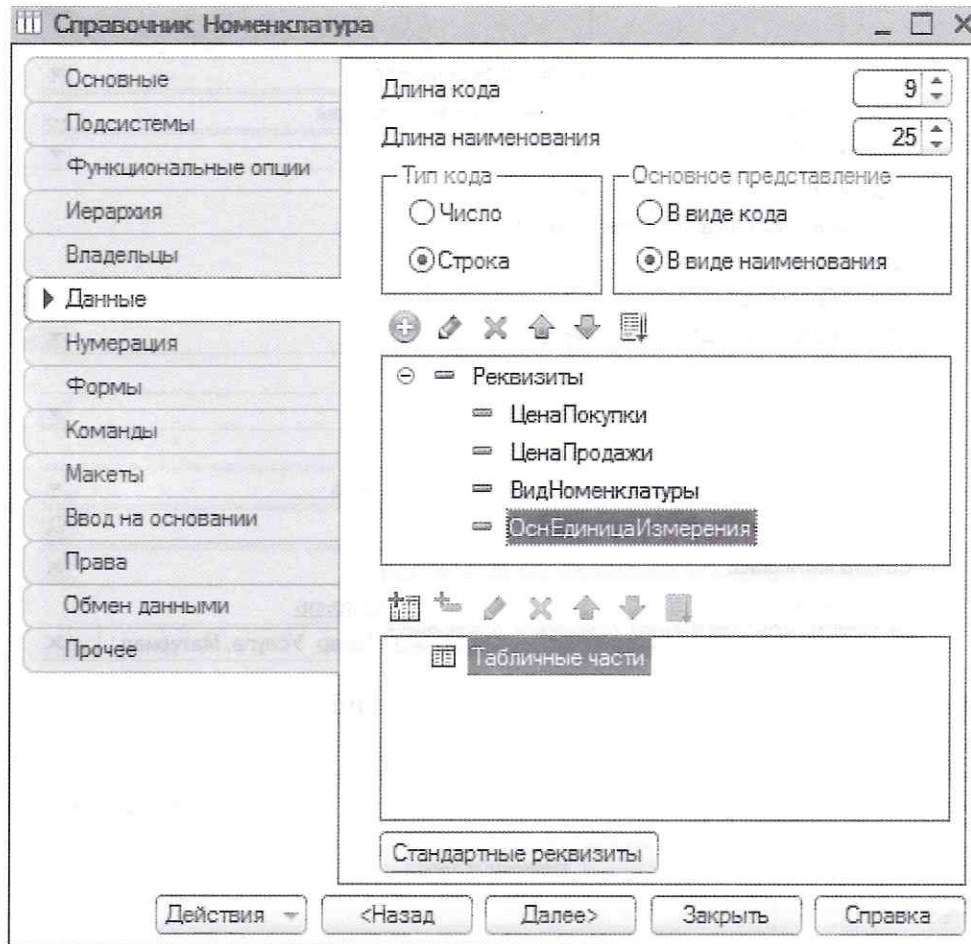 Справочник Номенклатура
Основные
Подсистемы
Функциональные опции
Иерархия
Владельцы
Данные
Нумерация
Формы
Команды
Макеты
Ввод на основании
Права
Обмен данными
Прочее
Длина кода 9
Длина наименования 25
Тип кода
Число
Строка
Основное представление
В виде кода
В виде наименования
Реквизиты
ЦенаПокупки
ЦенаПродажи
ВидНоменклатуры
ОснЕдиницаИзмерения
Табличные части
Стандартные реквизиты
Действия <Назад Далее> Закрыть Справка